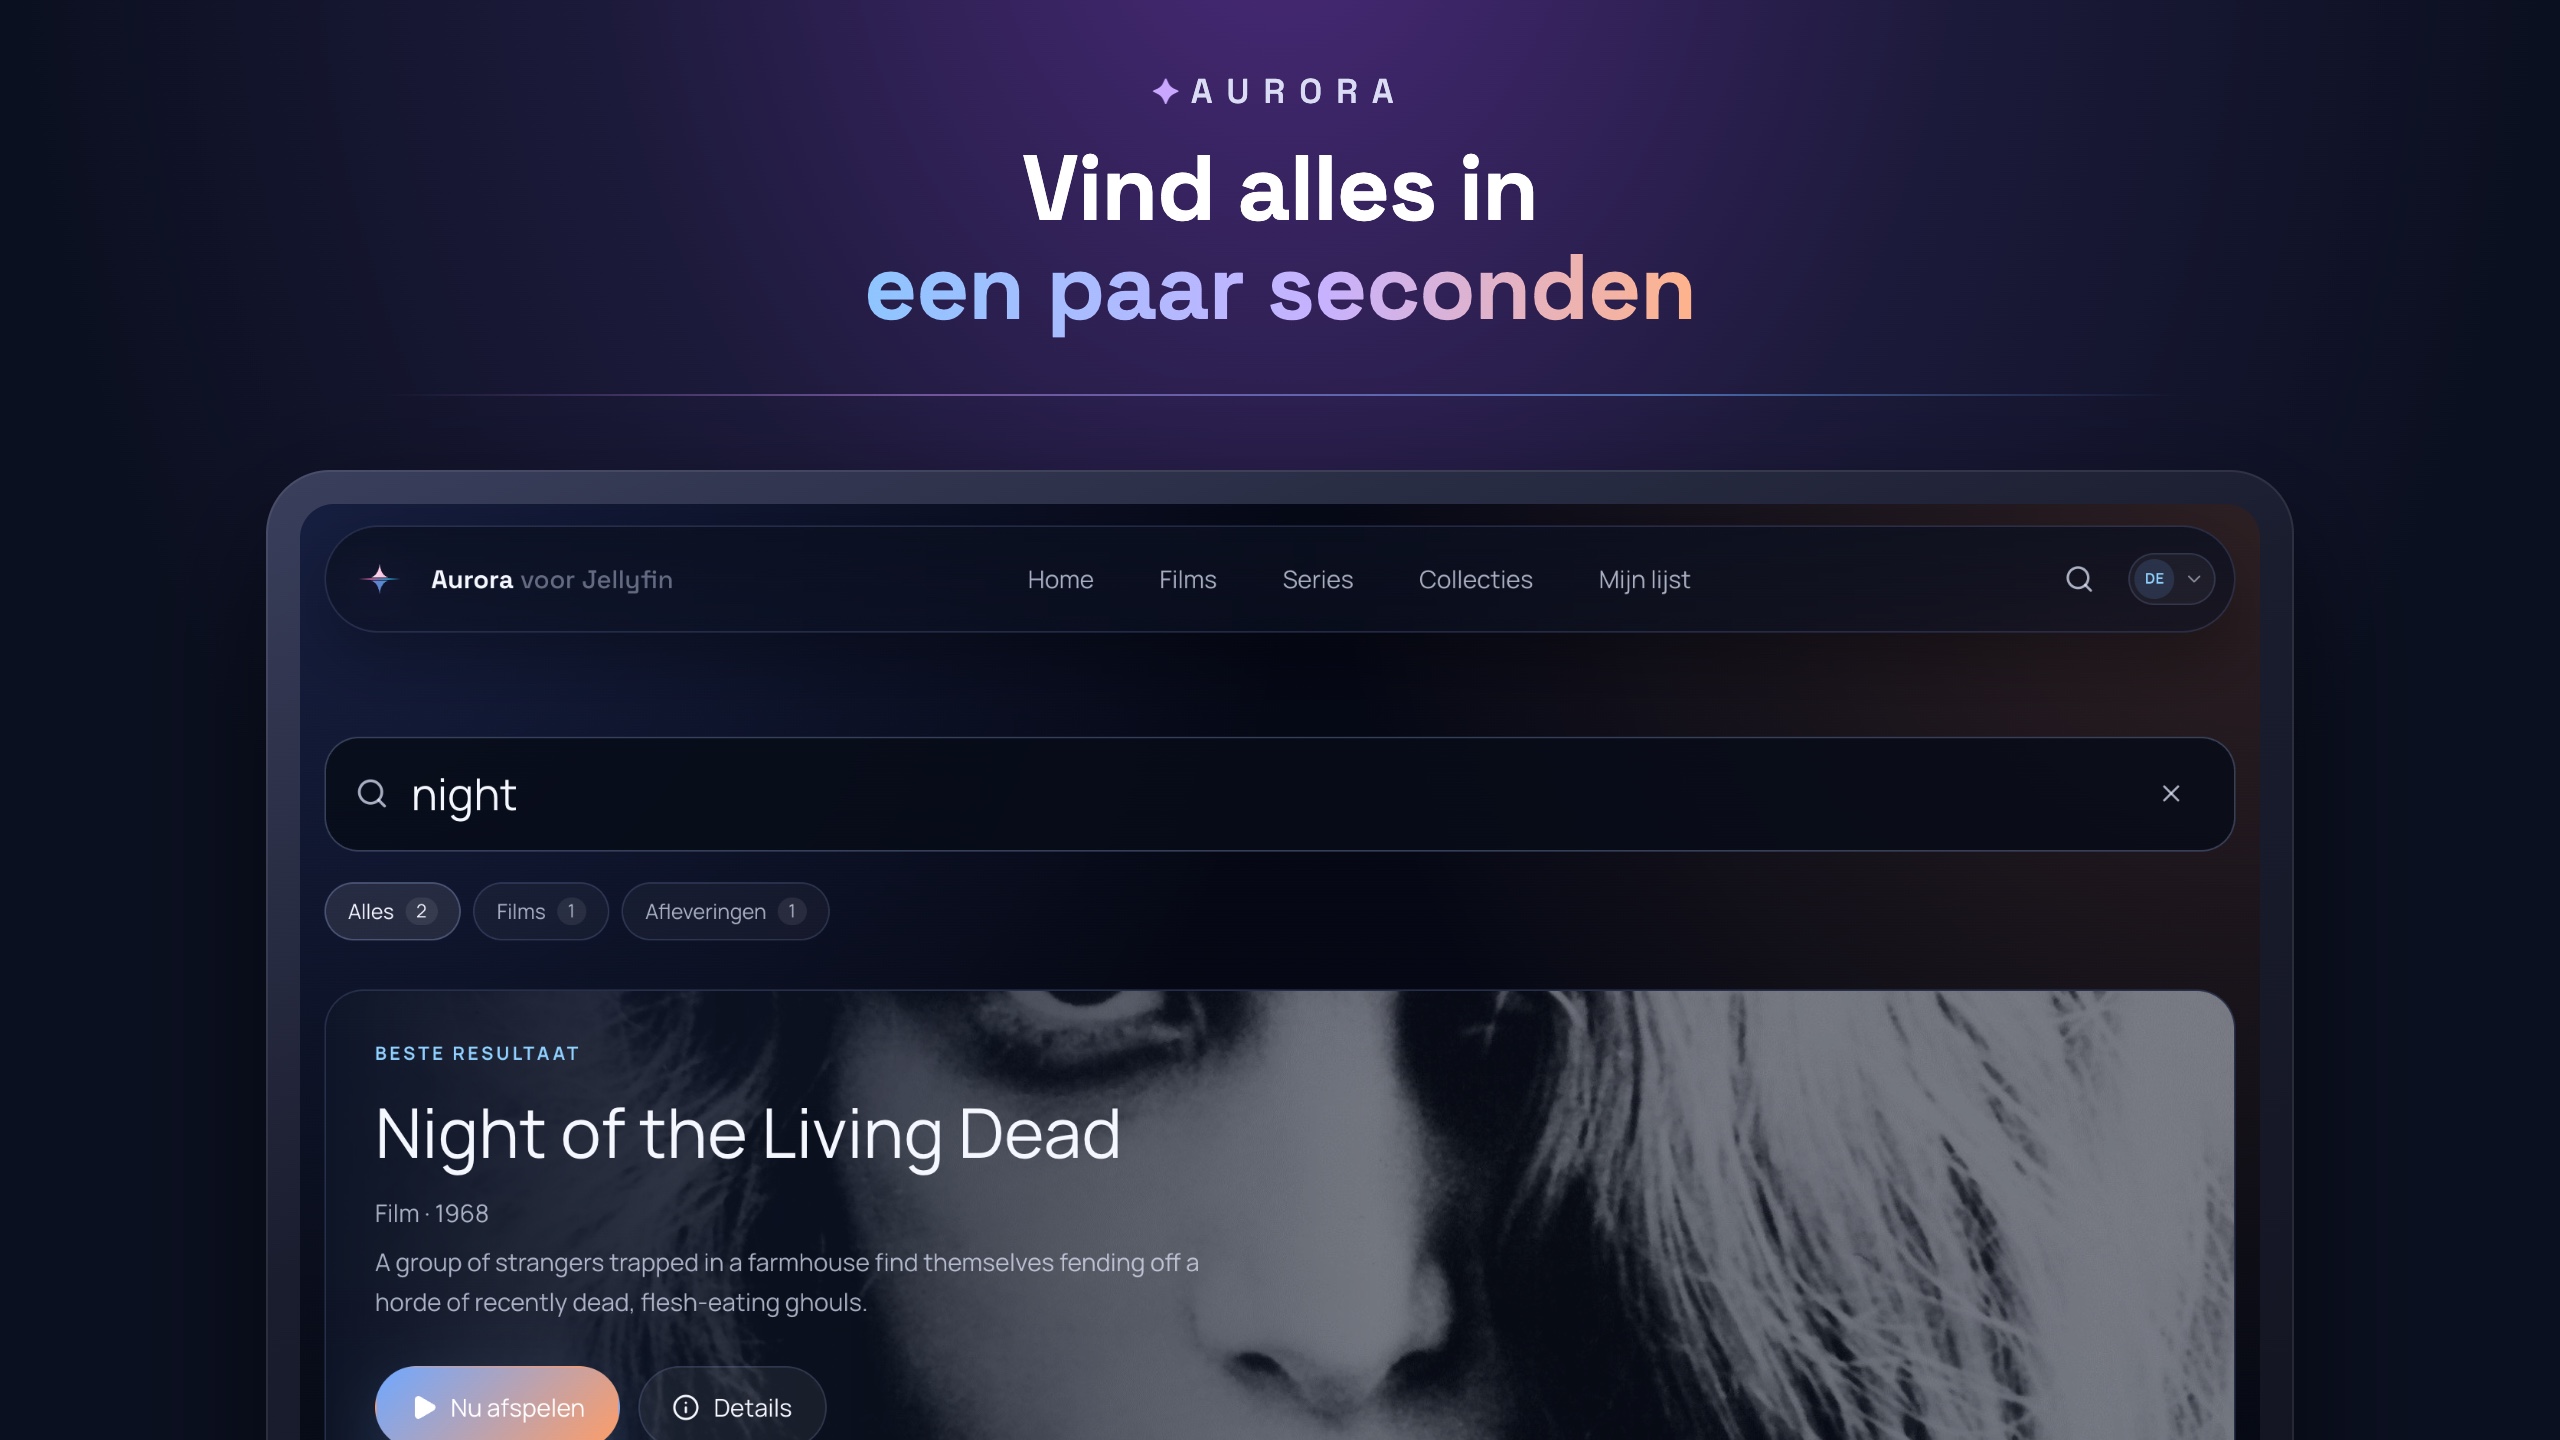 AURORA
Vind alles in
een paar seconden
Aurora voor Jellyfin
Home
Films
Series
Collecties
Mijn lijst
DE
night
Alles 2
Films 1
Afleveringen 1
BESTE RESULTAAT
Night of the Living Dead
Film · 1968
A group of strangers trapped in a farmhouse find themselves fending off a
horde of recently dead, flesh-eating ghouls.
Nu afspelen
Details